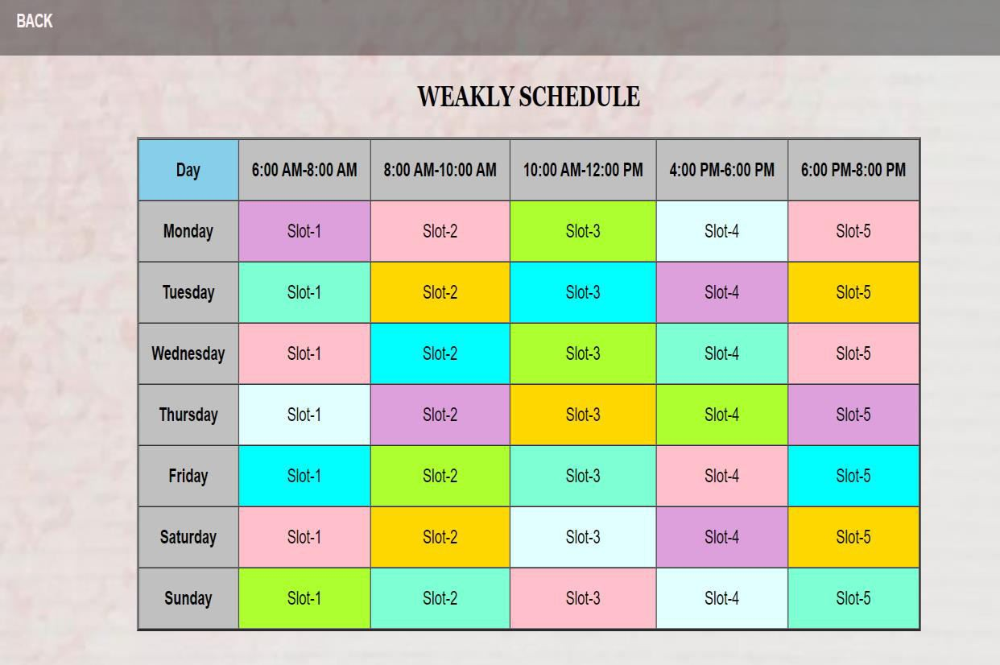 BACK
WEAKLY SCHEDULE
Day 6:00 AM-8:00 AM 8:00 AM-10:00 AM 10:00 AM-12:00 PM 4:00 PM-6:00 PM 6:00 PM-8:00 PM
Monday Slot-1 Slot-2 Slot-3 Slot-4 Slot-5
Tuesday Slot-1 Slot-2 Slot-3 Slot-4 Slot-5
Wednesday Slot-1 Slot-2 Slot-3 Slot-4 Slot-5
Thursday Slot-1 Slot-2 Slot-3 Slot-4 Slot-5
Friday Slot-1 Slot-2 Slot-3 Slot-4 Slot-5
Saturday Slot-1 Slot-2 Slot-3 Slot-4 Slot-5
Sunday Slot-1 Slot-2 Slot-3 Slot-4 Slot-5